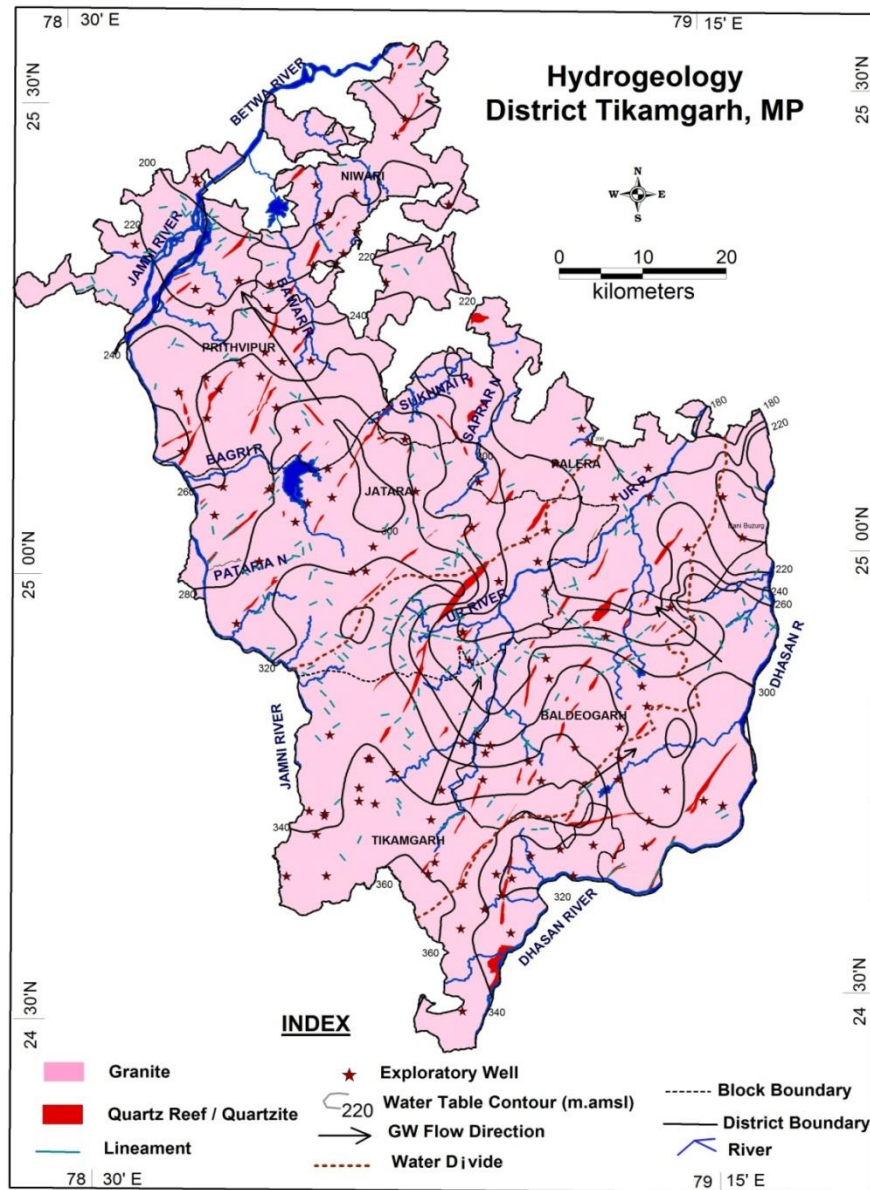 78 30' E
79 15' E
25 30'N
30'N
25
Hydrogeology
District Tikamgarh, MP
N
W E
S
0 10 20
kilometers
BETWA RIVER
200
NIWARI
220
JAMNI RIVER
220
220
BAWARI R
240
240
PRITHVIPUR
SUKHNAI R
SAPRAR N
180
180
220
BAGRI R
PALERA
260
JATARA
300
UR R
300
25 00'N
25 00'N
PATARIA N
280
UR RIVER
220
240
260
DHASAN R
320
300
BALDEOGARH
JAMNI RIVER
340
TIKAMGARH
360
320
DHASAN RIVER
360
340
24 30'N
24 30'N
INDEX
Granite
Exploratory Well
Block Boundary
Quartz Reef / Quartzite
220 Water Table Contour (m.amsl)
District Boundary
Lineament
GW Flow Direction
River
Water D¡vide
78 30' E
79 15' E